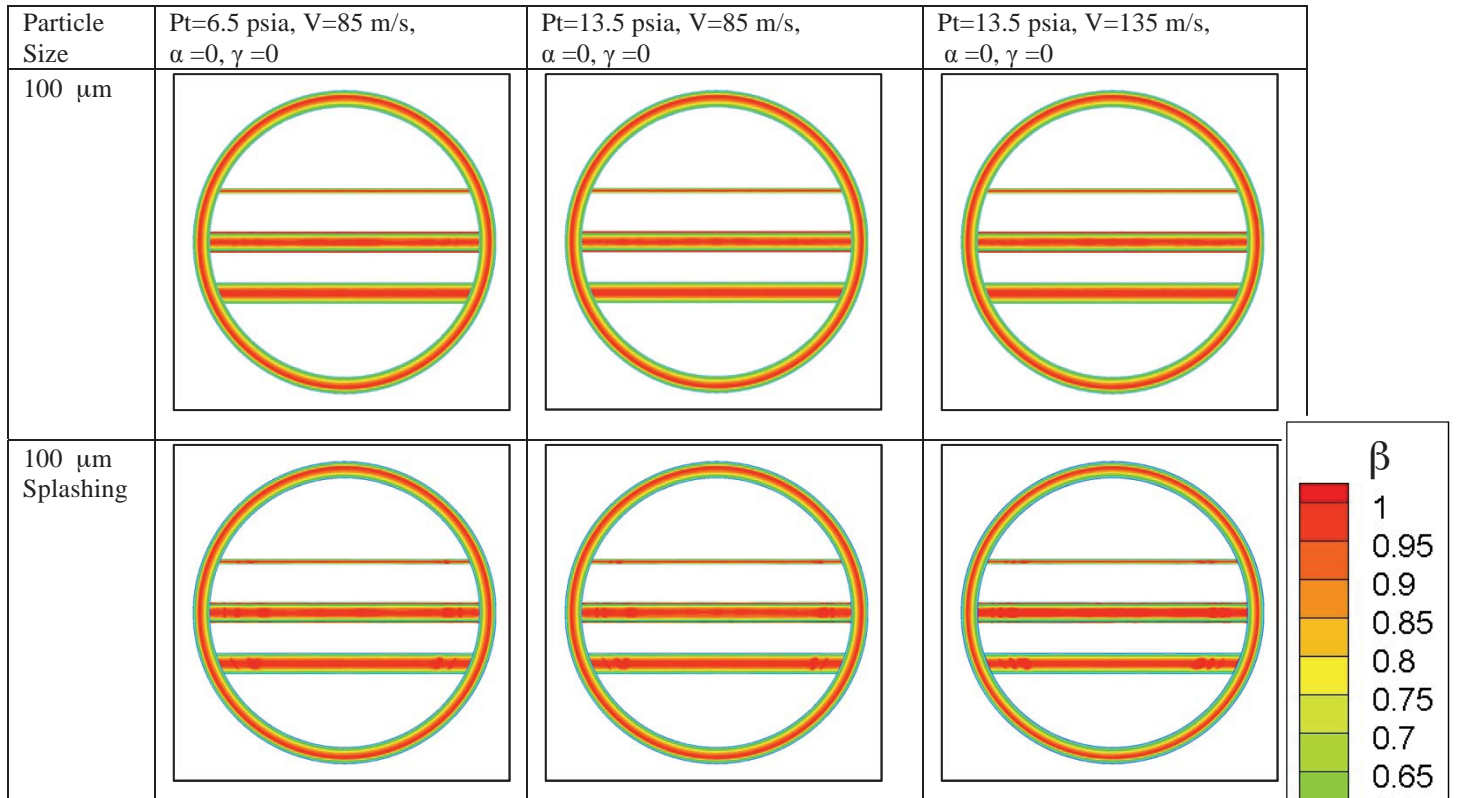 Particle
Size
Pt=6.5 psia, V=85 m/s,
α =0, γ =0
Pt=13.5 psia, V=85 m/s,
α =0, γ =0
Pt=13.5 psia, V=135 m/s,
α =0, γ =0
100 μm
100 μm
Splashing
β
1
0.95
0.9
0.85
0.8
0.75
0.7
0.65